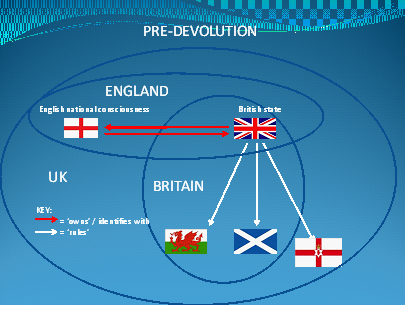 PRE-DEVOLUTION
ENGLAND
English national consciousness
British state
UK
BRITAIN
KEY:
= ‘owns’ / identifies with
= ‘rules’